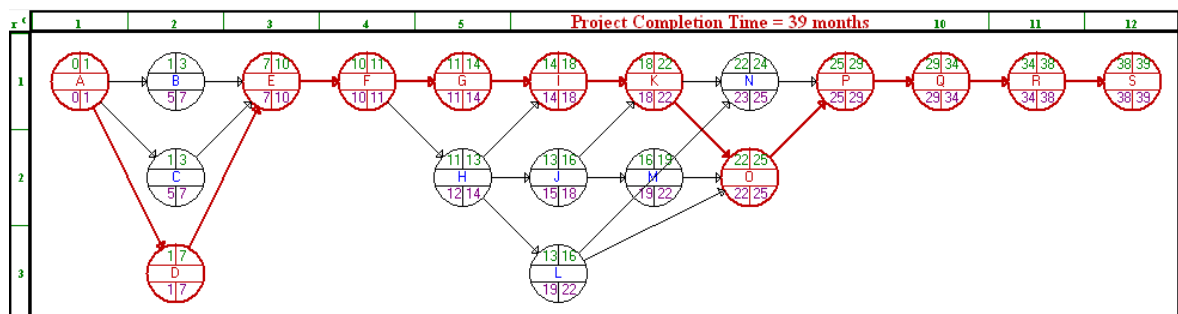 r c 1 2 3 4 5 Project Completion Time = 39 months 10 11 12
0 1 1 3 7 10 10 11 11 14 14 18 18 22 22 24 25 29 29 34 34 38 38 39
1 A B E F G I K N P Q R S
0 1 5 7 7 10 10 11 11 14 14 18 18 22 23 25 25 29 29 34 34 38 38 39
1 3 11 13 13 16 16 19 22 25
2 C H J M O
5 7 12 14 15 18 19 22 22 25
1 7 13 16
3 D L
1 7 19 22